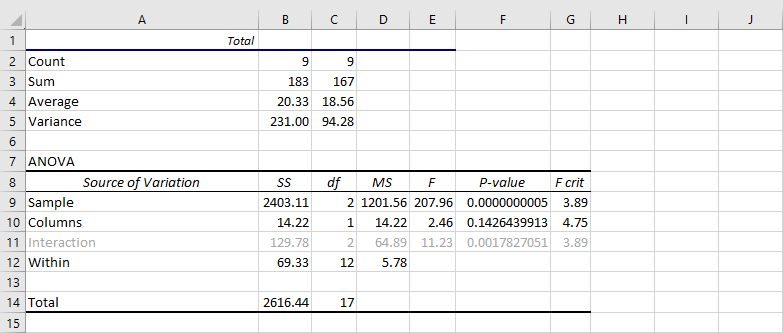 A B C D E F G H I J
1 Total
2 Count 9 9
3 Sum 183 167
4 Average 20.33 18.56
5 Variance 231.00 94.28
6
7 ANOVA
8 Source of Variation SS df MS F P-value F crit
9 Sample 2403.11 2 1201.56 207.96 0.0000000005 3.89
10 Columns 14.22 1 14.22 2.46 0.1426439913 4.75
11 Interaction 129.78 2 64.89 11.23 0.0017827051 3.89
12 Within 69.33 12 5.78
13
14 Total 2616.44 17
15